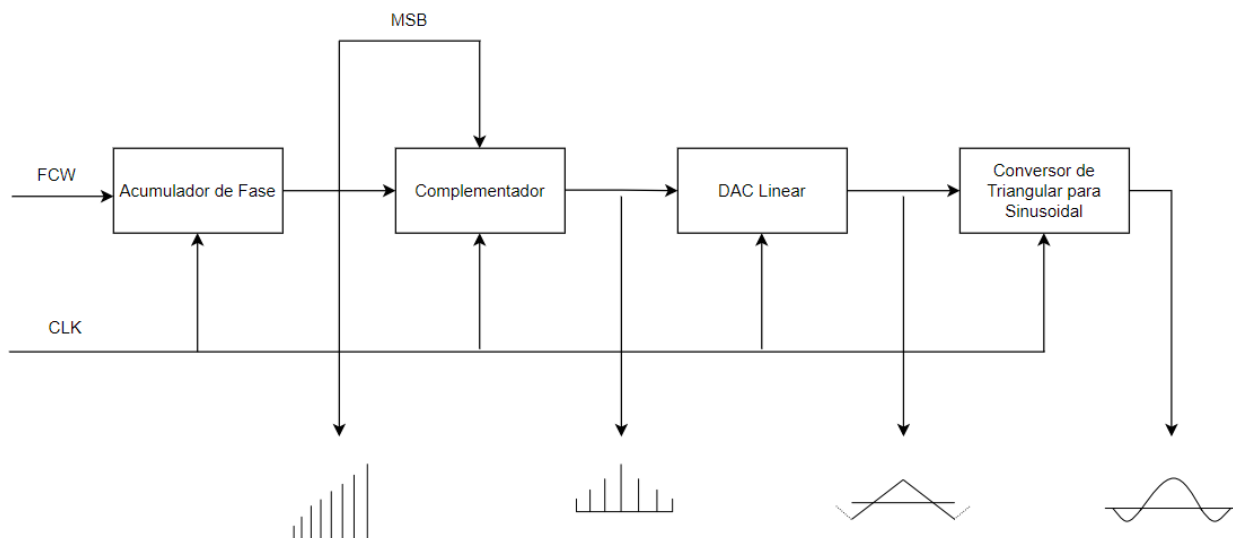 MSB
FCW
Acumulador de Fase
Complementador
DAC Linear
Conversor de
Triangular para
Sinusoidal
CLK